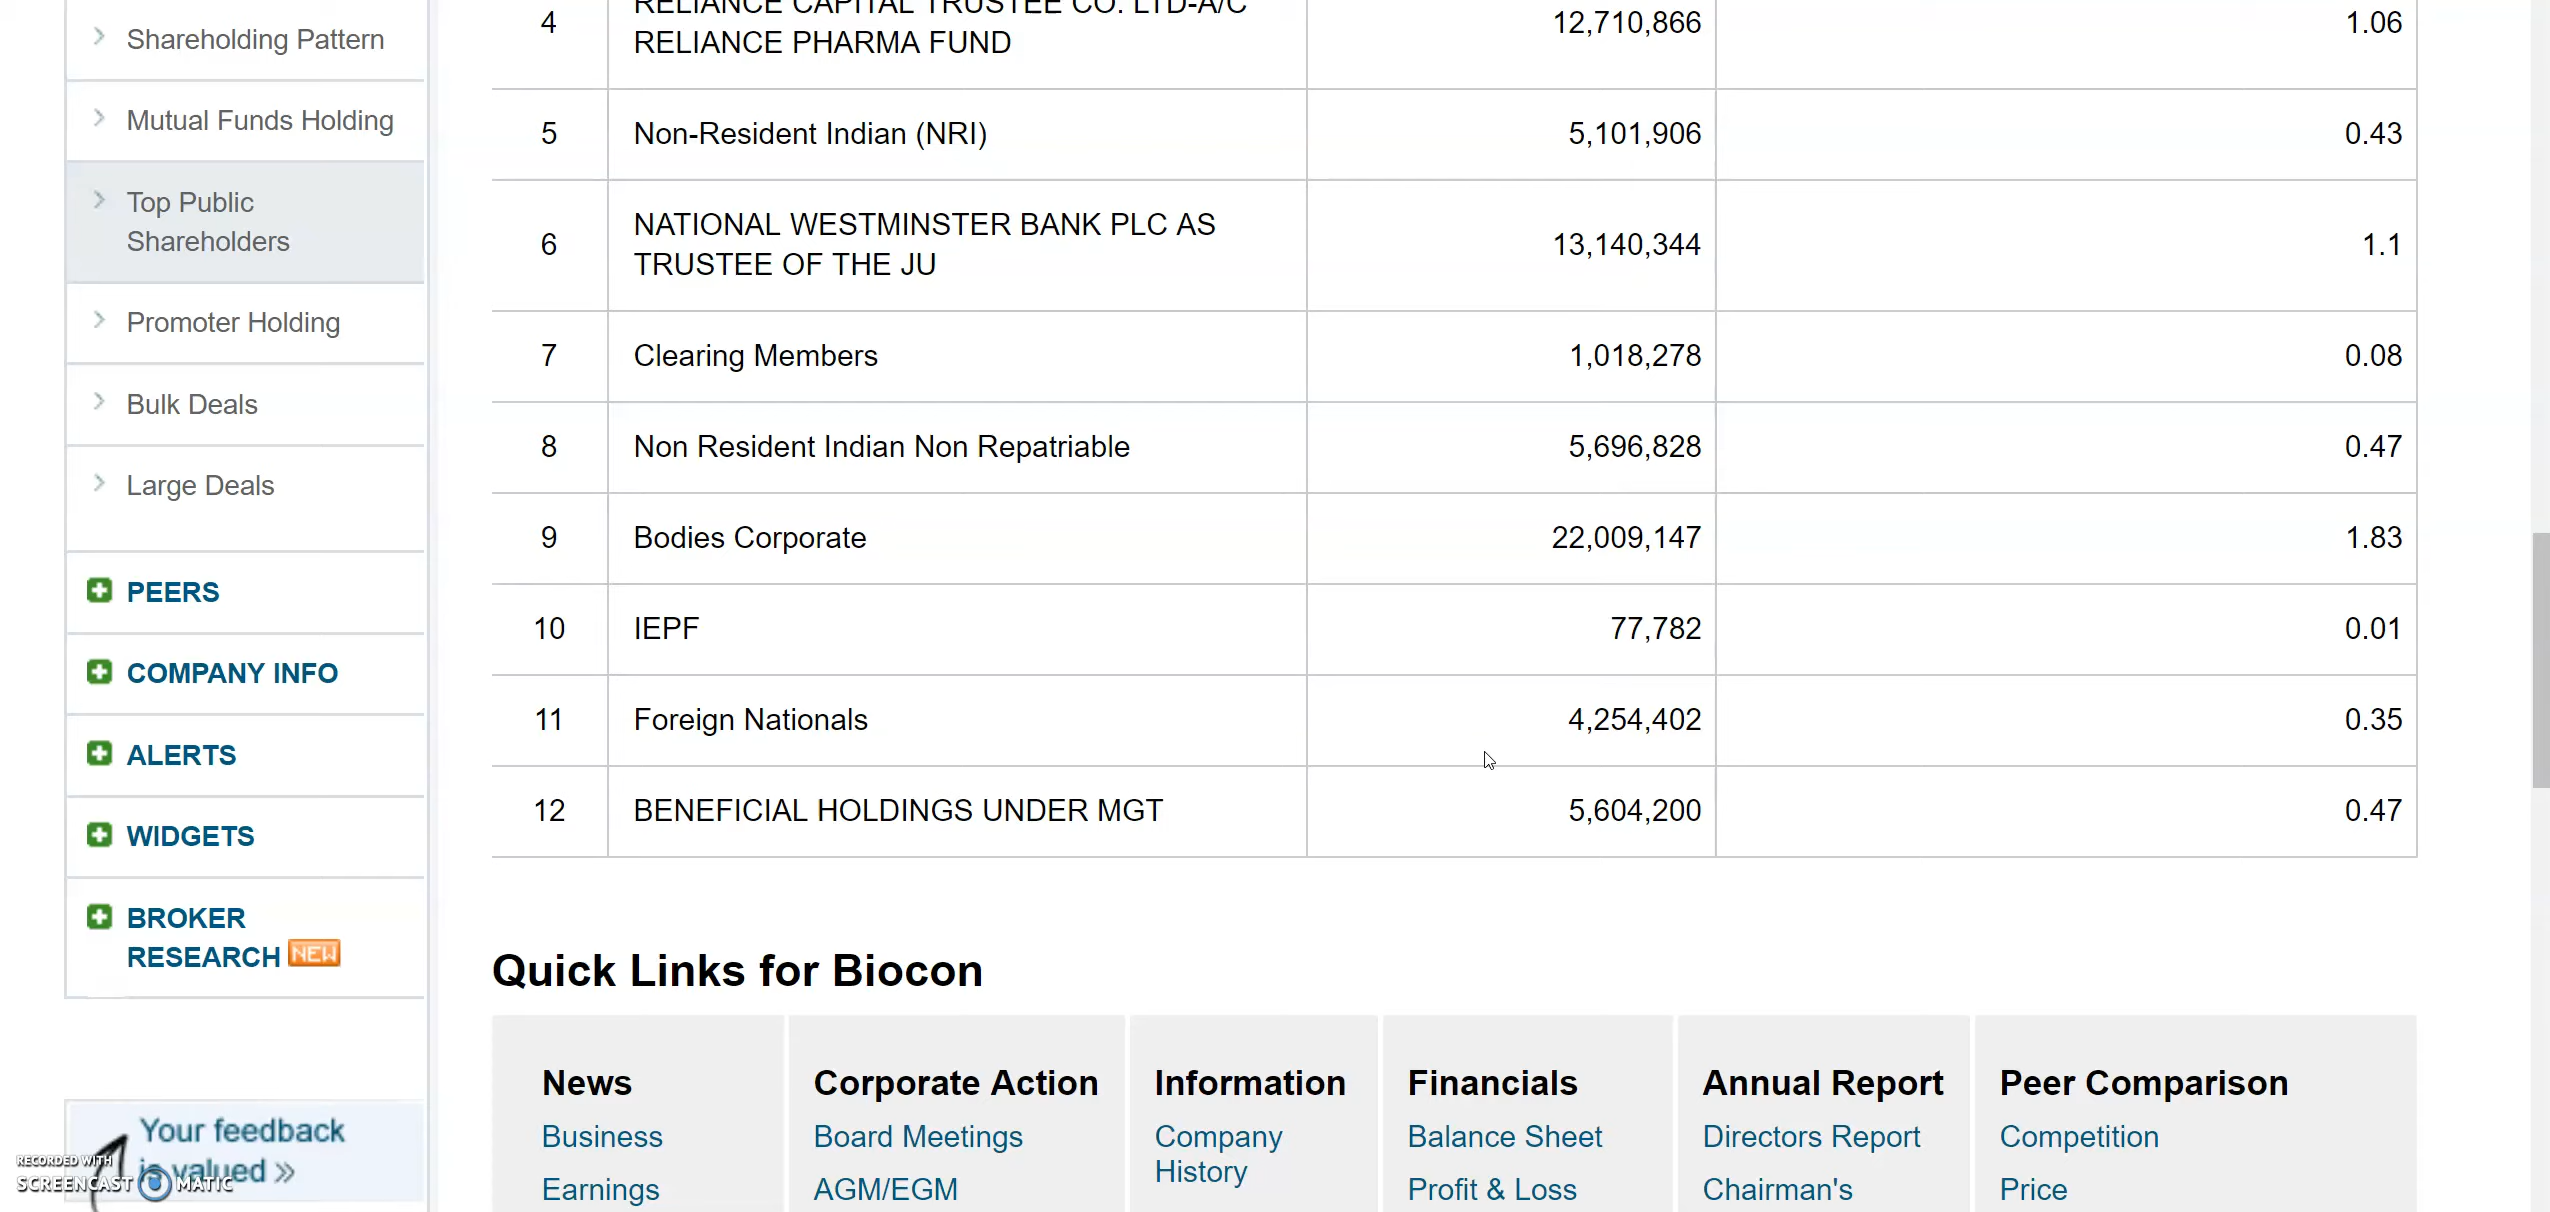 Shareholding Pattern
Mutual Funds Holding
Top Public
Shareholders
Promoter Holding
Bulk Deals
Large Deals
PEERS
COMPANY INFO
ALERTS
WIDGETS
BROKER
RESEARCH NEW
Your feedback
is valued »
RECORDED WITH
SCREENCAST MATIC
RELIANCE CAPITAL TRUSTEE CO. LTD-A/C
4 RELIANCE PHARMA FUND 12,710,866 1.06
5 Non-Resident Indian (NRI) 5,101,906 0.43
NATIONAL WESTMINSTER BANK PLC AS
6 TRUSTEE OF THE JU 13,140,344 1.1
7 Clearing Members 1,018,278 0.08
8 Non Resident Indian Non Repatriable 5,696,828 0.47
9 Bodies Corporate 22,009,147 1.83
10 IEPF 77,782 0.01
11 Foreign Nationals 4,254,402 0.35
12 BENEFICIAL HOLDINGS UNDER MGT 5,604,200 0.47
Quick Links for Biocon
News
Business
Earnings
Corporate Action
Board Meetings
AGM/EGM
Information
Company
History
Financials
Balance Sheet
Profit & Loss
Annual Report
Directors Report
Chairman's
Peer Comparison
Competition
Price